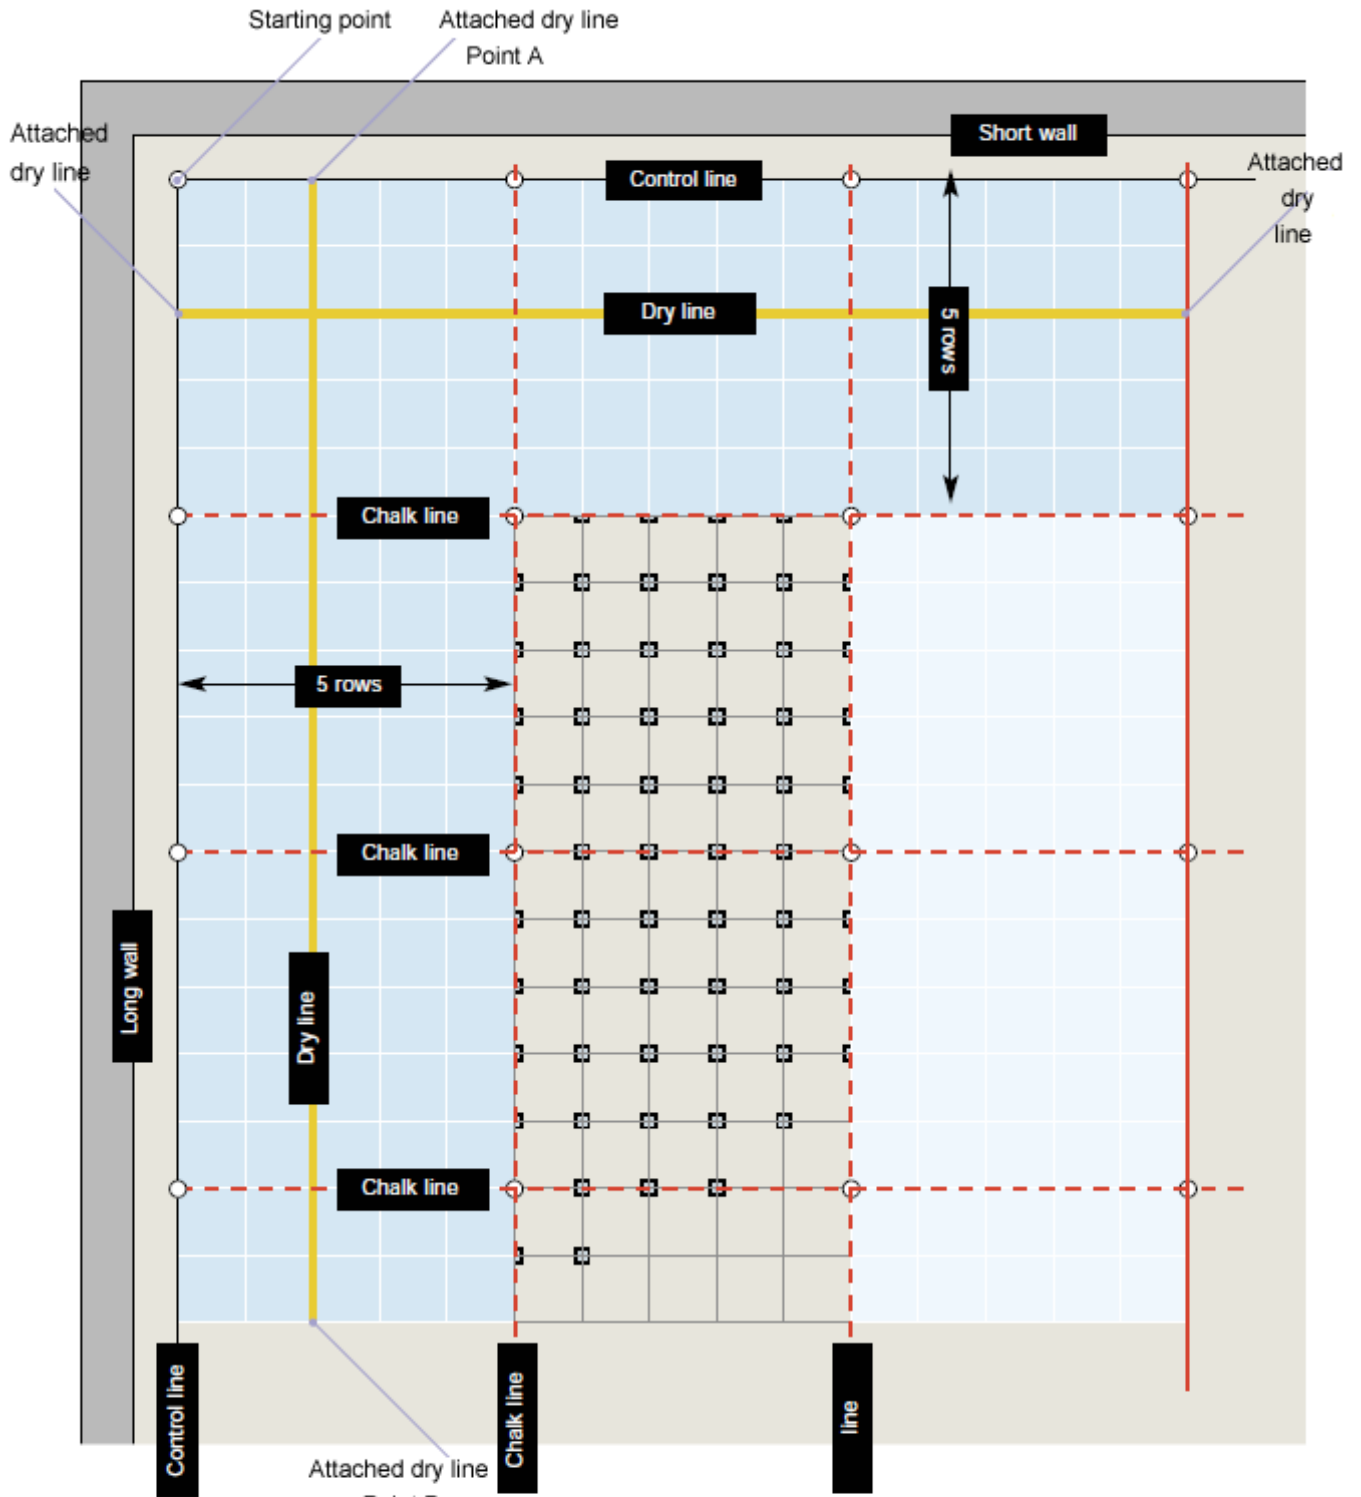 Starting point
Attached dry line
Point A
Attached
dry line
Short wall
Attached
dry
line
Control line
Dry line
5 rows
Chalk line
5 rows
Chalk line
Long wall
Dry line
Chalk line
Control line
Chalk line
line
Attached dry line